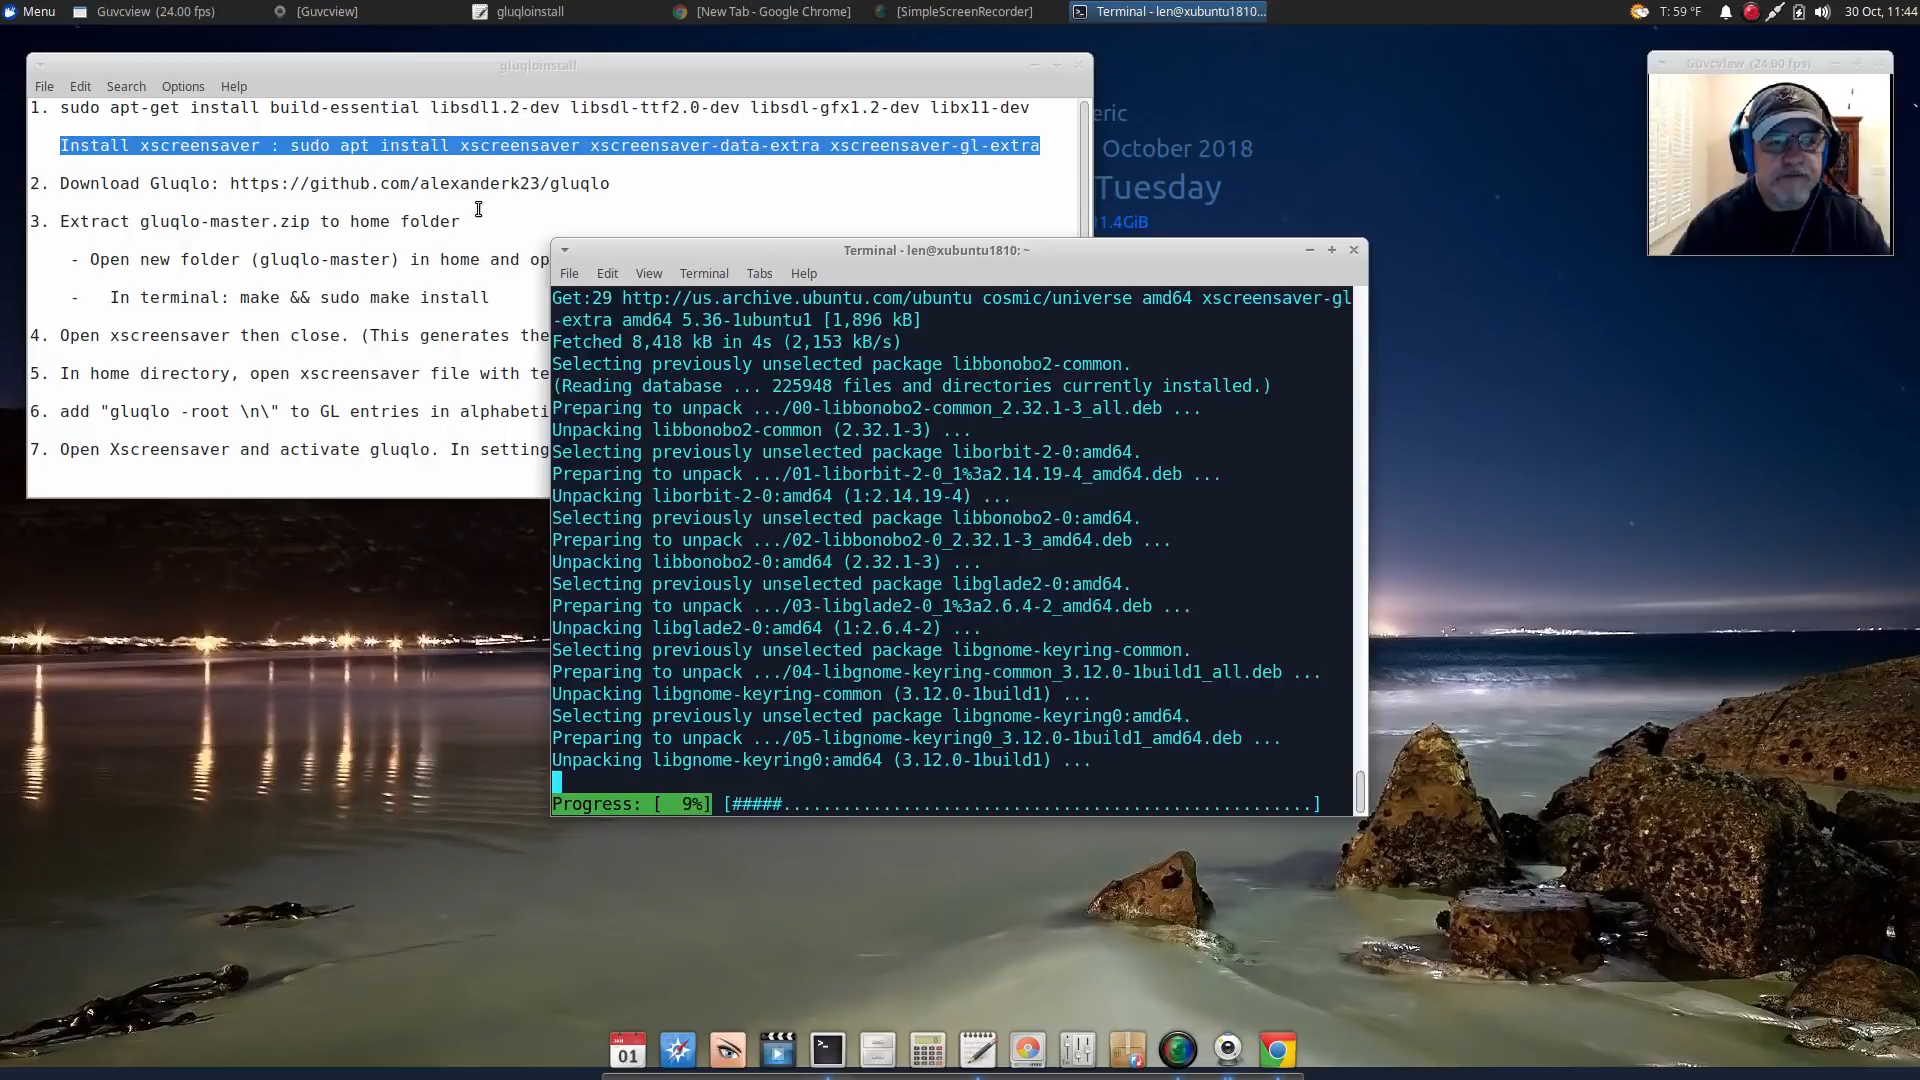 Menu
Guvcview (24.00 fps)
[Guvcview]
gluqloinstall
[New Tab - Google Chrome]
[SimpleScreenRecorder]
Terminal - len@xubuntu1810...
T: 59 °F
30 Oct, 11:44
gluqloinstall
File Edit Search Options Help
1. sudo apt-get install build-essential libsdl1.2-dev libsdl-ttf2.0-dev libsdl-gfx1.2-dev libx11-dev
Install xscreensaver : sudo apt install xscreensaver xscreensaver-data-extra xscreensaver-gl-extra
2. Download Gluqlo: https://github.com/alexanderk23/gluqlo
3. Extract gluqlo-master.zip to home folder
- Open new folder (gluqlo-master) in home and op
- In terminal: make && sudo make install
4. Open xscreensaver then close. (This generates the
5. In home directory, open xscreensaver file with te
6. add "gluqlo -root \n\" to GL entries in alphabeti
7. Open Xscreensaver and activate gluqlo. In setting
eric
October 2018
Tuesday
1.4GiB
Guvcview (24.00 fps)
Terminal - len@xubuntu1810: ~
File Edit View Terminal Tabs Help
Get:29 http://us.archive.ubuntu.com/ubuntu cosmic/universe amd64 xscreensaver-gl
-extra amd64 5.36-1ubuntu1 [1,896 kB]
Fetched 8,418 kB in 4s (2,153 kB/s)
Selecting previously unselected package libbonobo2-common.
(Reading database ... 225948 files and directories currently installed.)
Preparing to unpack .../00-libbonobo2-common_2.32.1-3_all.deb ...
Unpacking libbonobo2-common (2.32.1-3) ...
Selecting previously unselected package liborbit-2-0:amd64.
Preparing to unpack .../01-liborbit-2-0_1%3a2.14.19-4_amd64.deb ...
Unpacking liborbit-2-0:amd64 (1:2.14.19-4) ...
Selecting previously unselected package libbonobo2-0:amd64.
Preparing to unpack .../02-libbonobo2-0_2.32.1-3_amd64.deb ...
Unpacking libbonobo2-0:amd64 (2.32.1-3) ...
Selecting previously unselected package libglade2-0:amd64.
Preparing to unpack .../03-libglade2-0_1%3a2.6.4-2_amd64.deb ...
Unpacking libglade2-0:amd64 (1:2.6.4-2) ...
Selecting previously unselected package libgnome-keyring-common.
Preparing to unpack .../04-libgnome-keyring-common_3.12.0-1build1_all.deb ...
Unpacking libgnome-keyring-common (3.12.0-1build1) ...
Selecting previously unselected package libgnome-keyring0:amd64.
Preparing to unpack .../05-libgnome-keyring0_3.12.0-1build1_amd64.deb ...
Unpacking libgnome-keyring0:amd64 (3.12.0-1build1) ...
Progress: [  9%] [#####.....................................................]
JAN
01